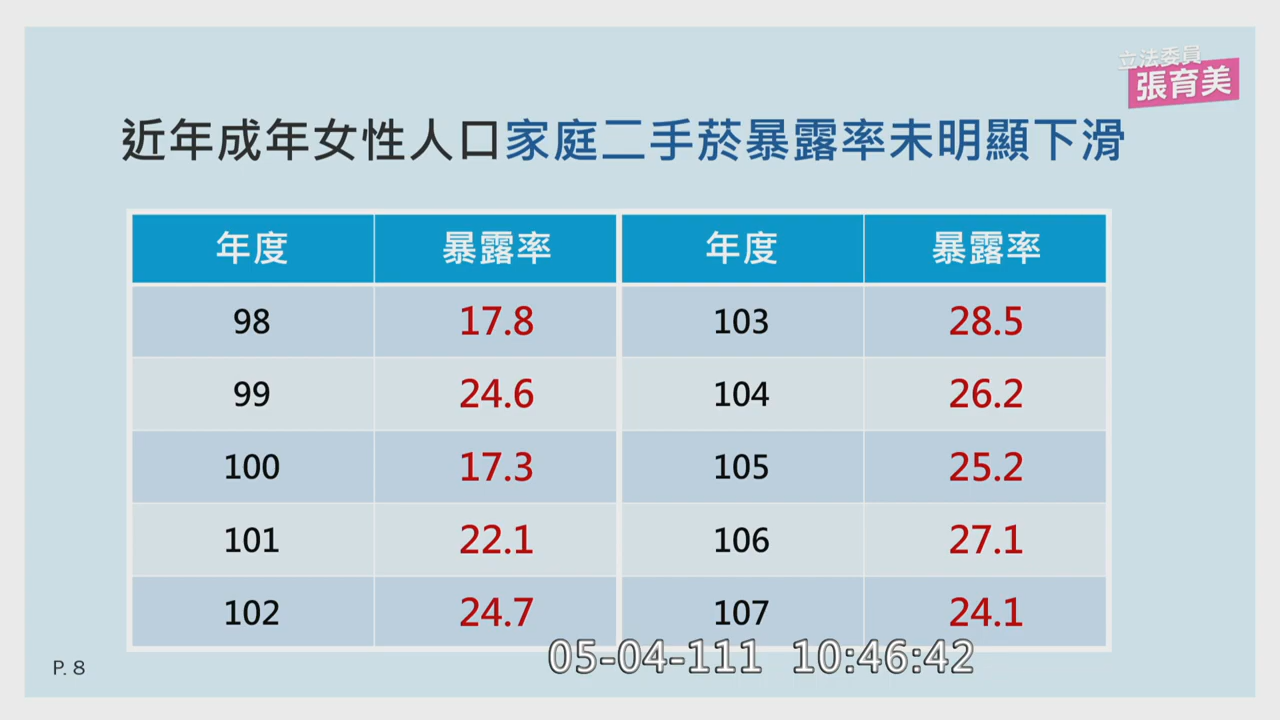 立法委員
張育美
近年成年女性人口家庭二手菸暴露率未明顯下滑
年度 暴露率 年度 暴露率
98 17.8 103 28.5
99 24.6 104 26.2
100 17.3 105 25.2
101 22.1 106 27.1
102 24.7 107 24.1
05-04-111 10:46:42
P. 8